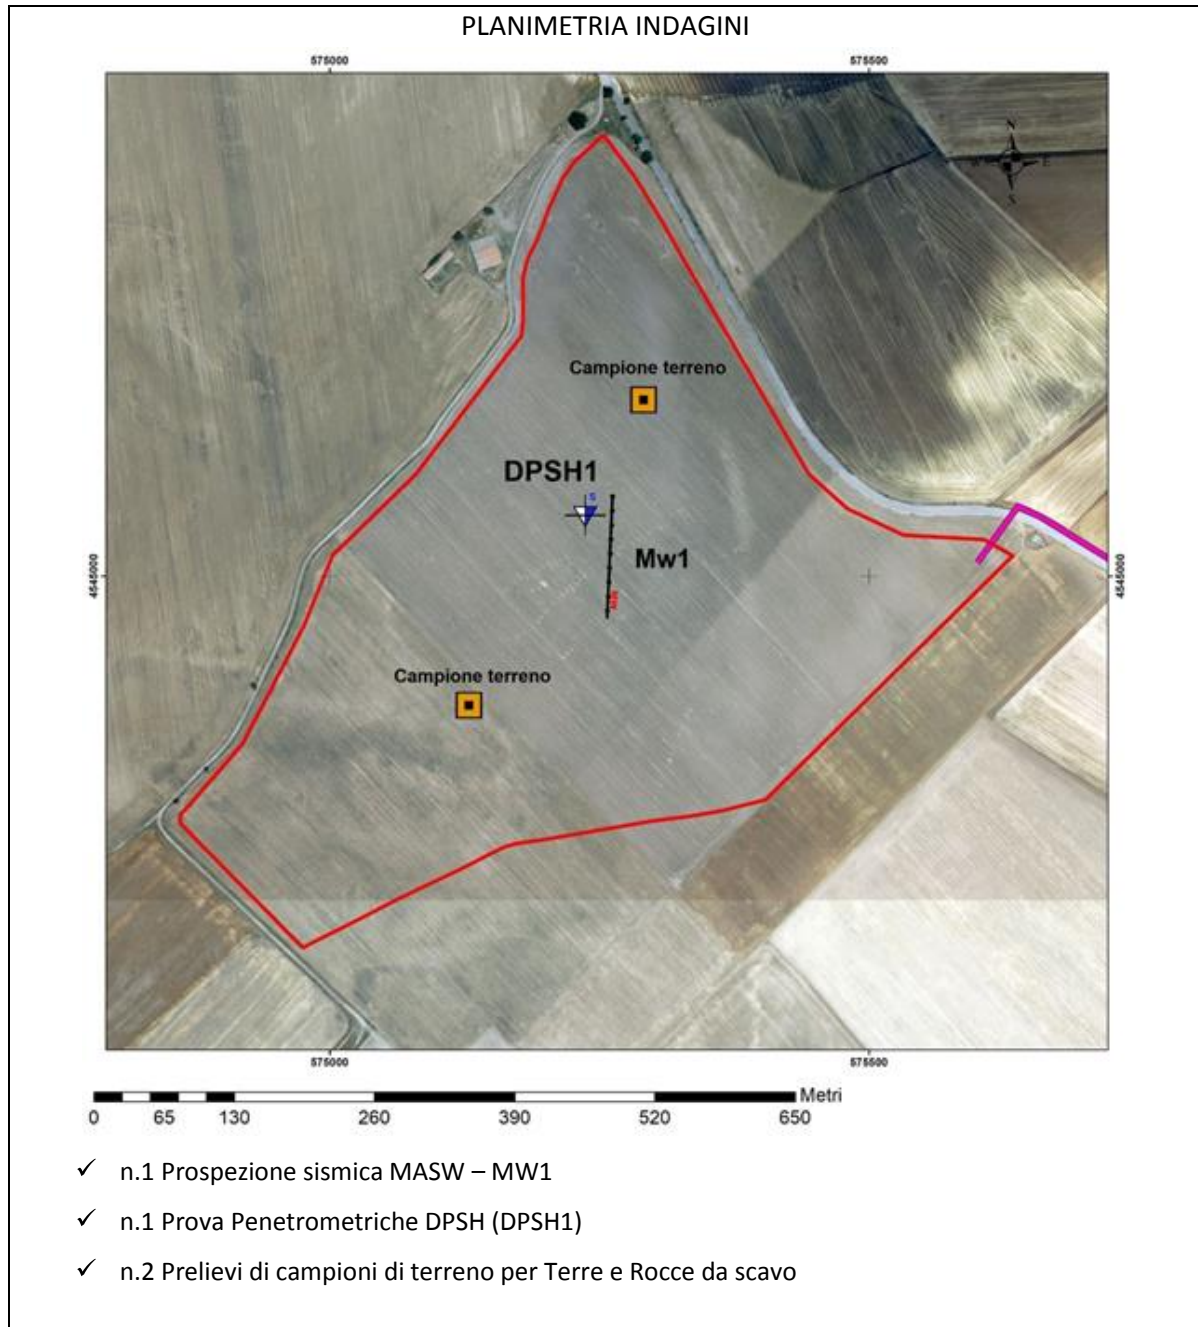 PLANIMETRIA INDAGINI
575000 575500
N
E
S
Campione terreno
DPSH1
S
Mw1
4545000 4545000
Campione terreno
575000 575500
Metri
0 65 130 260 390 520 650
✓ n.1 Prospezione sismica MASW – MW1
✓ n.1 Prova Penetrometriche DPSH (DPSH1)
✓ n.2 Prelievi di campioni di terreno per Terre e Rocce da scavo